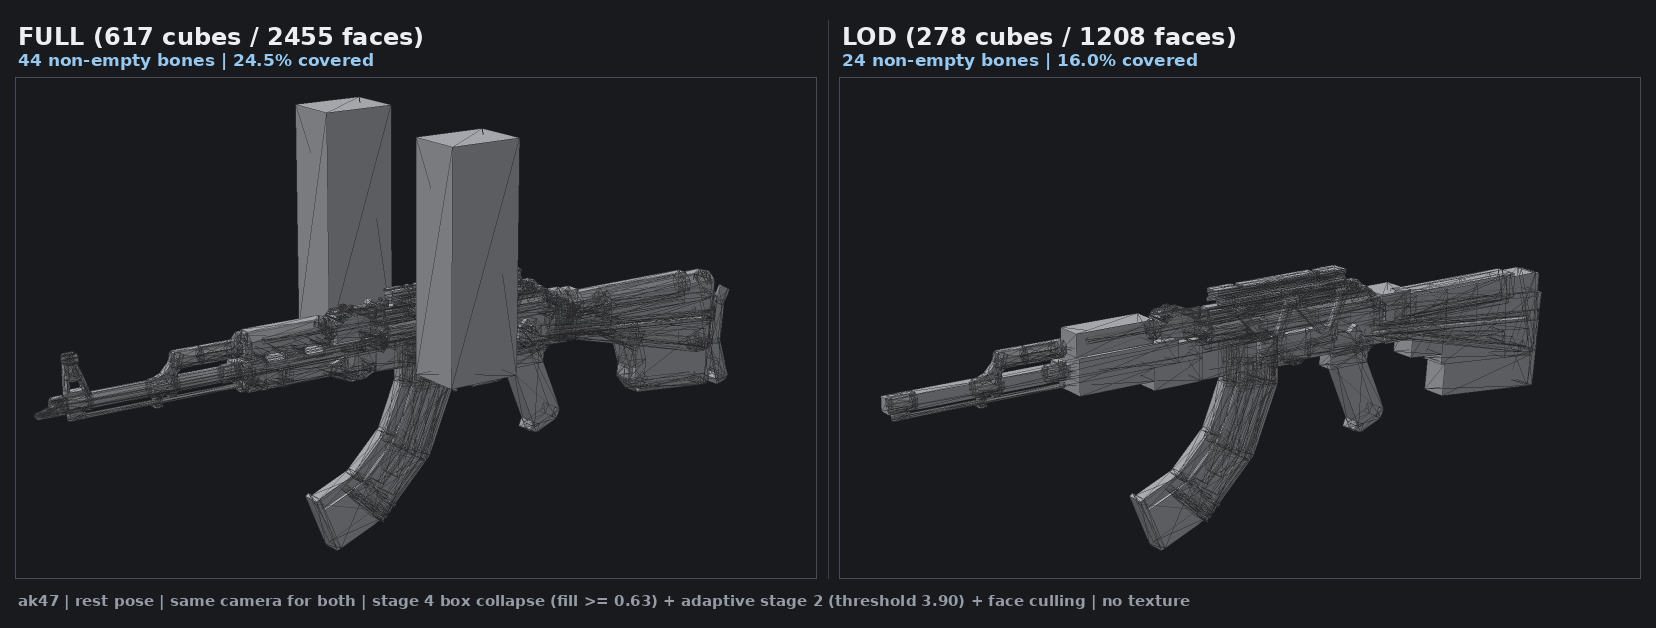 FULL (617 cubes / 2455 faces)
44 non-empty bones | 24.5% covered
LOD (278 cubes / 1208 faces)
24 non-empty bones | 16.0% covered
ak47 | rest pose | same camera for both | stage 4 box collapse (fill >= 0.63) + adaptive stage 2 (threshold 3.90) + face culling | no texture